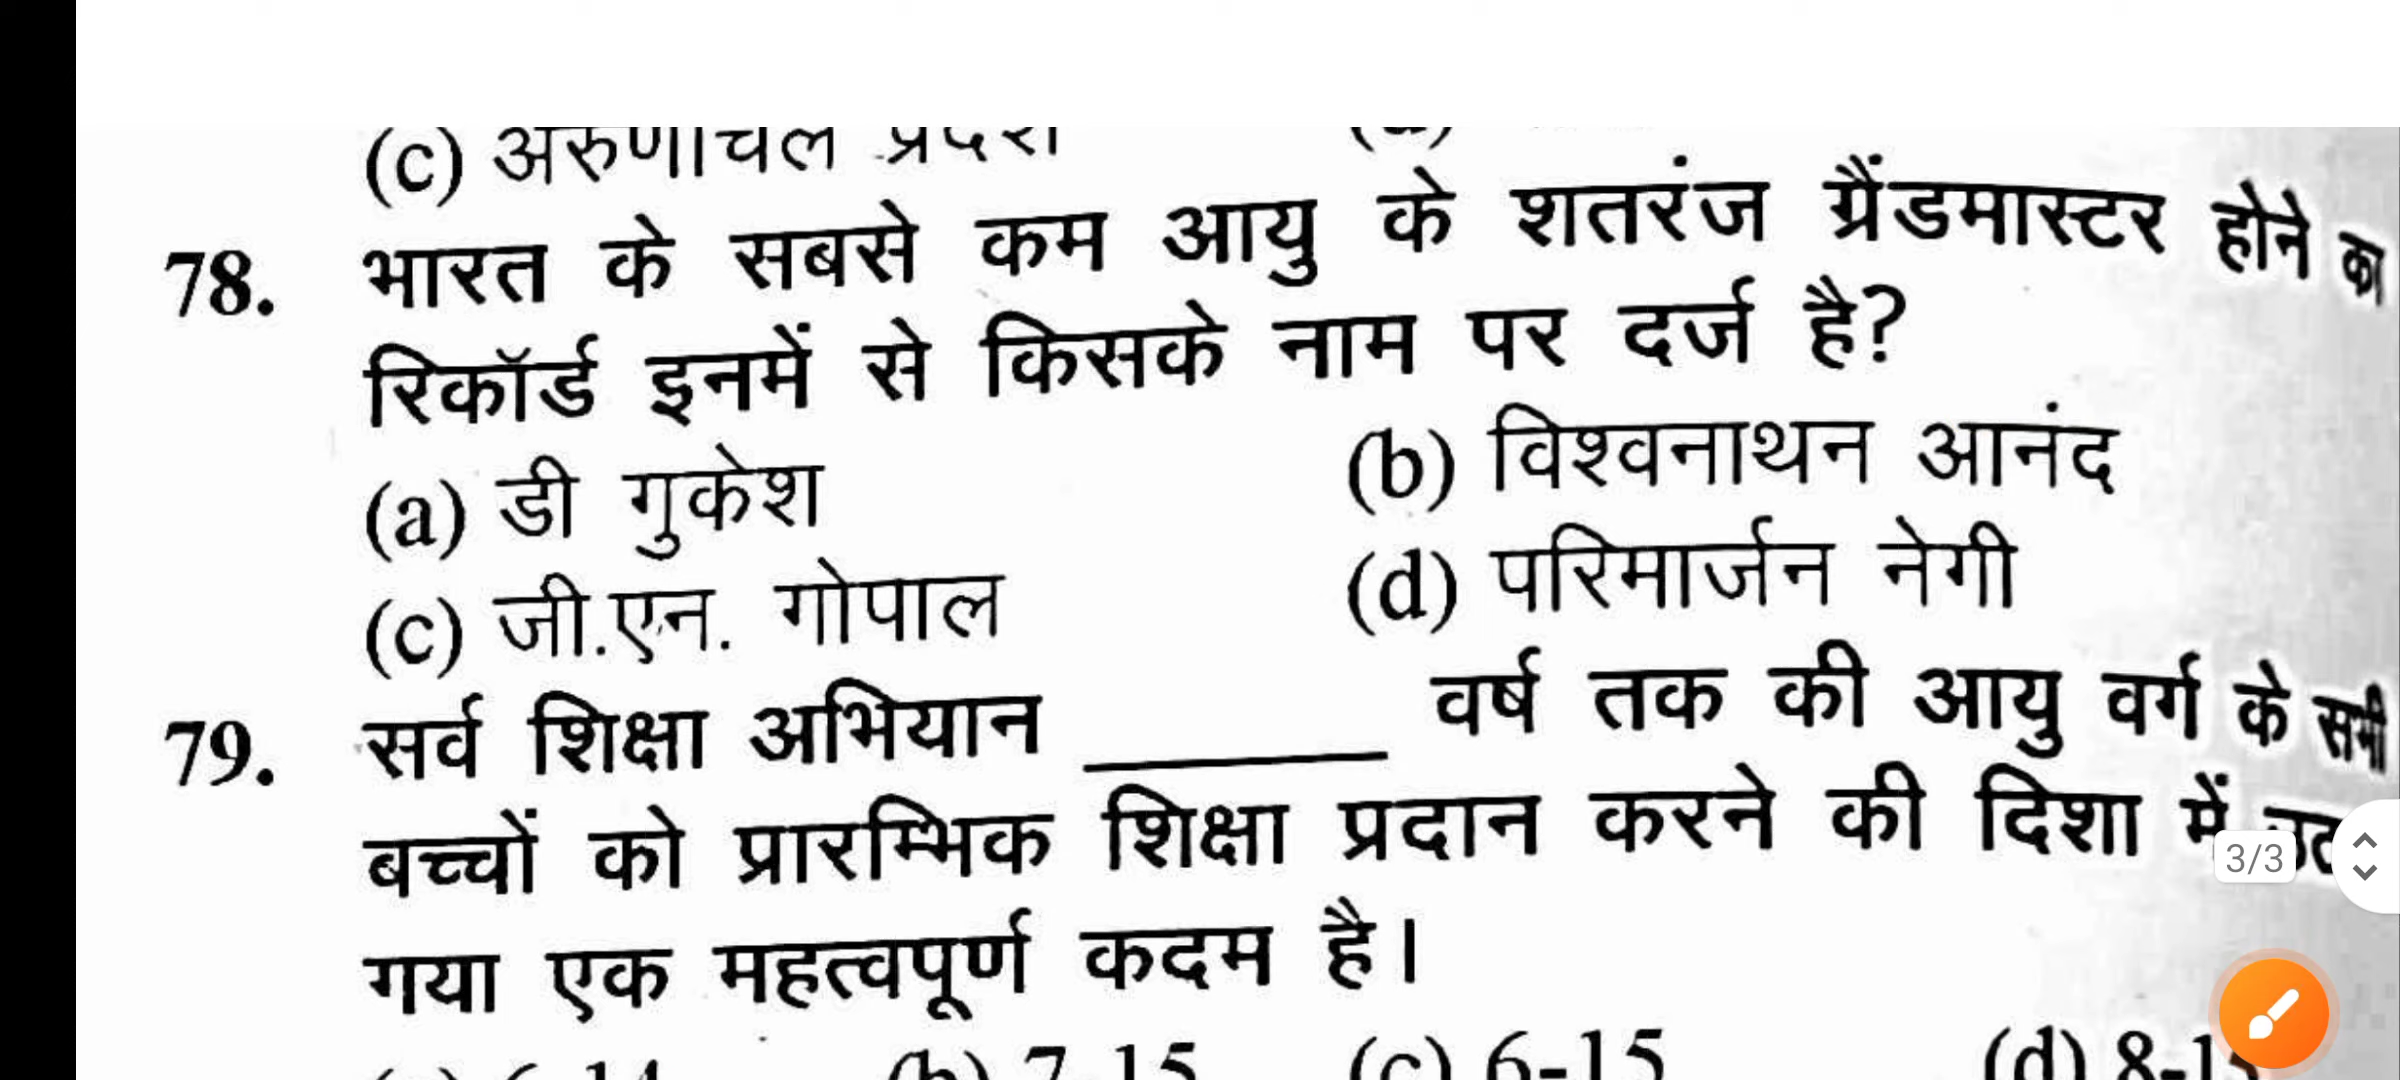 (c) अरुणाचल प्रदेश
78. भारत के सबसे कम आयु के शतरंज ग्रैंडमास्टर होने का
रिकॉर्ड इनमें से किसके नाम पर दर्ज है?
(a) डी गुकेश (b) विश्वनाथन आनंद
(c) जी.एन. गोपाल (d) परिमार्जन नेगी
79. सर्व शिक्षा अभियान ______ वर्ष तक की आयु वर्ग के सभी
बच्चों को प्रारम्भिक शिक्षा प्रदान करने की दिशा में
3/3
गया एक महत्वपूर्ण कदम है।
(b) 7-15 (c) 6-15 (d) 8-15